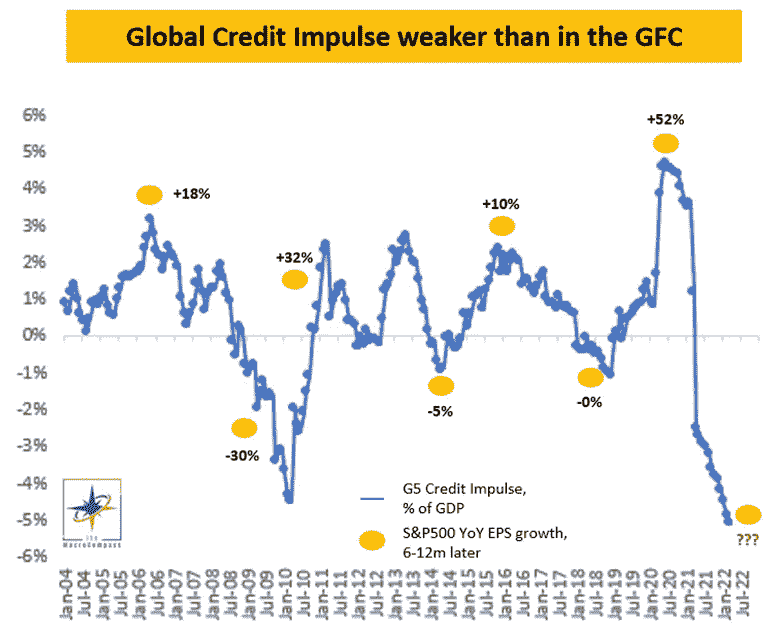 Global Credit Impulse weaker than in the GFC
6%
5%
4%
3%
2%
1%
0%
-1%
-2%
-3%
-4%
-5%
-6%
+18%
+32%
-30%
-5%
+10%
-0%
+52%
???
G5 Credit Impulse,
% of GDP
S&P500 YoY EPS growth,
6-12m later
The
MacroCompass
Jan-04
Jul-04
Jan-05
Jul-05
Jan-06
Jul-06
Jan-07
Jul-07
Jan-08
Jul-08
Jan-09
Jul-09
Jan-10
Jul-10
Jan-11
Jul-11
Jan-12
Jul-12
Jan-13
Jul-13
Jan-14
Jul-14
Jan-15
Jul-15
Jan-16
Jul-16
Jan-17
Jul-17
Jan-18
Jul-18
Jan-19
Jul-19
Jan-20
Jul-20
Jan-21
Jul-21
Jan-22
Jul-22